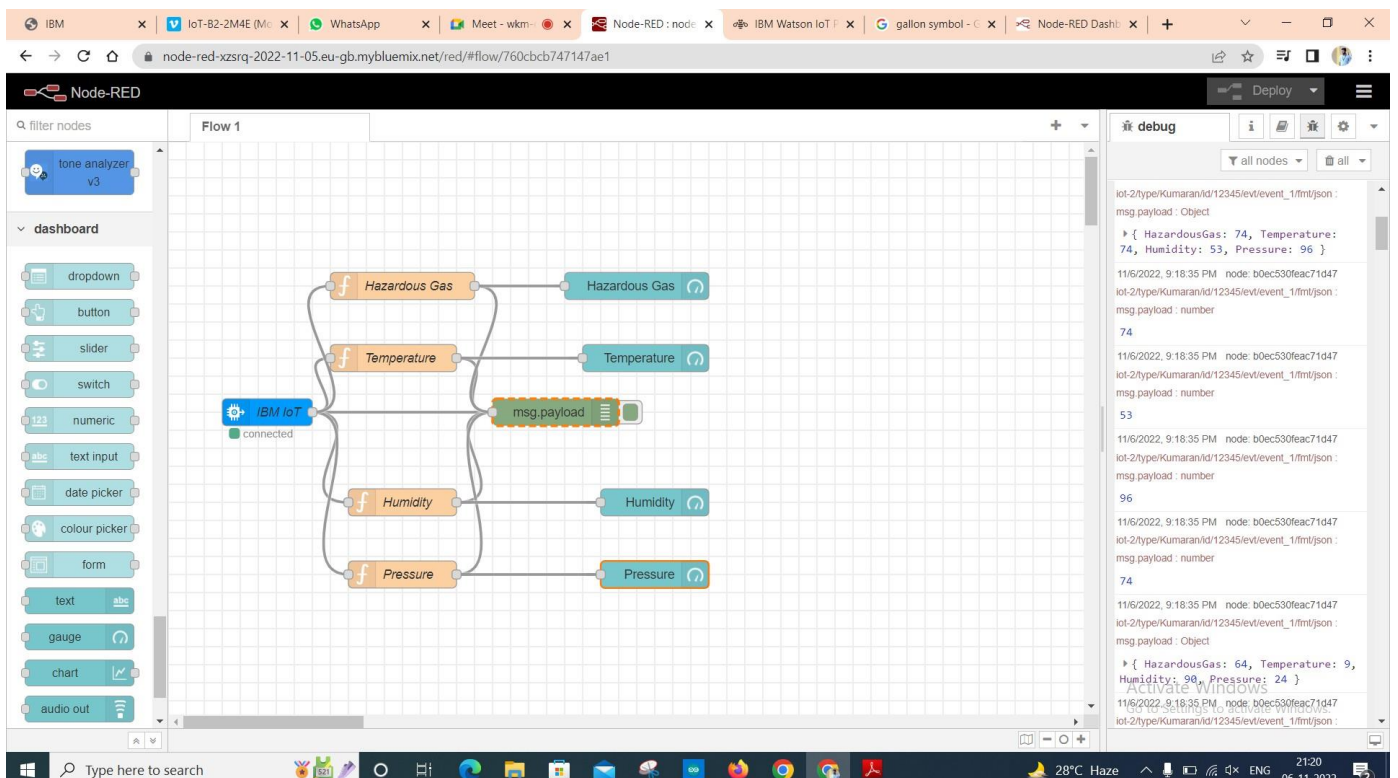 IBM
IoT-B2-2M4E (Mo
WhatsApp
Meet - wkm-
Node-RED : node
IBM Watson IoT P
gallon symbol - G
Node-RED Dashb
node-red-xzsrq-2022-11-05.eu-gb.mybluemix.net/red/#flow/760cbcb747147ae1
Node-RED
Deploy
filter nodes
tone analyzer
v3
dashboard
dropdown
button
slider
switch
123 numeric
abc text input
date picker
colour picker
form
text abc
gauge
chart
audio out
Flow 1
Hazardous Gas
Hazardous Gas
Temperature
Temperature
IBM IoT
connected
msg.payload
Humidity
Humidity
Pressure
Pressure
debug
all nodes
all
iot-2/type/Kumaran/id/12345/evt/event_1/fmt/json :
msg.payload : Object
{ HazardousGas: 74, Temperature:
74, Humidity: 53, Pressure: 96 }
11/6/2022, 9:18:35 PM node: b0ec530feac71d47
iot-2/type/Kumaran/id/12345/evt/event_1/fmt/json :
msg.payload : number
74
11/6/2022, 9:18:35 PM node: b0ec530feac71d47
iot-2/type/Kumaran/id/12345/evt/event_1/fmt/json :
msg.payload : number
53
11/6/2022, 9:18:35 PM node: b0ec530feac71d47
iot-2/type/Kumaran/id/12345/evt/event_1/fmt/json :
msg.payload : number
96
11/6/2022, 9:18:35 PM node: b0ec530feac71d47
iot-2/type/Kumaran/id/12345/evt/event_1/fmt/json :
msg.payload : number
74
11/6/2022, 9:18:35 PM node: b0ec530feac71d47
iot-2/type/Kumaran/id/12345/evt/event_1/fmt/json :
msg.payload : Object
{ HazardousGas: 64, Temperature: 9,
Humidity: 90, Pressure: 24 }
Activate Windows
11/6/2022, 9:18:35 PM node: b0ec530feac71d47
Go to Settings to activate Windows.
iot-2/type/Kumaran/id/12345/evt/event_1/fmt/json :
Type here to search
28°C Haze
ENG
21:20
06-11-2022